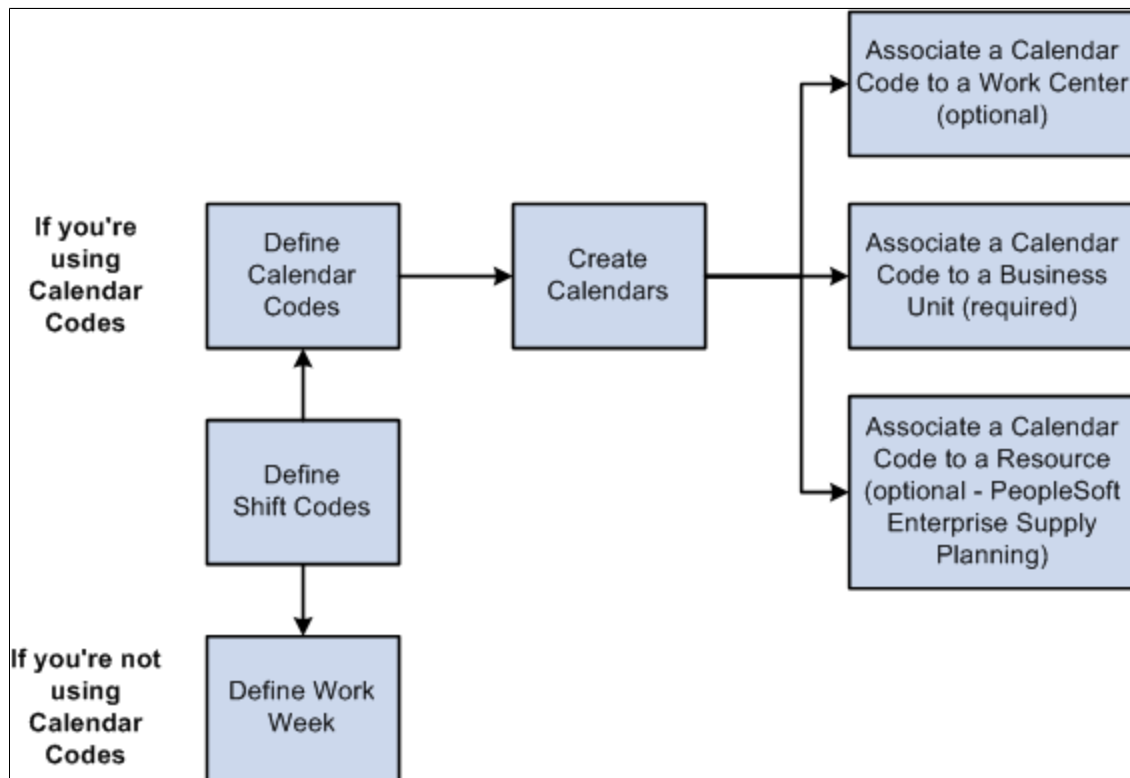 Associate a Calendar
Code to a Work Center
(optional)
If you're
using
Calendar
Codes
Define
Calendar
Codes
Create
Calendars
Associate a Calendar
Code to a Business
Unit (required)
Define
Shift Codes
Associate a Calendar
Code to a Resource
(optional - PeopleSoft
Enterprise Supply
Planning)
If you're not
using
Calendar
Codes
Define Work
Week